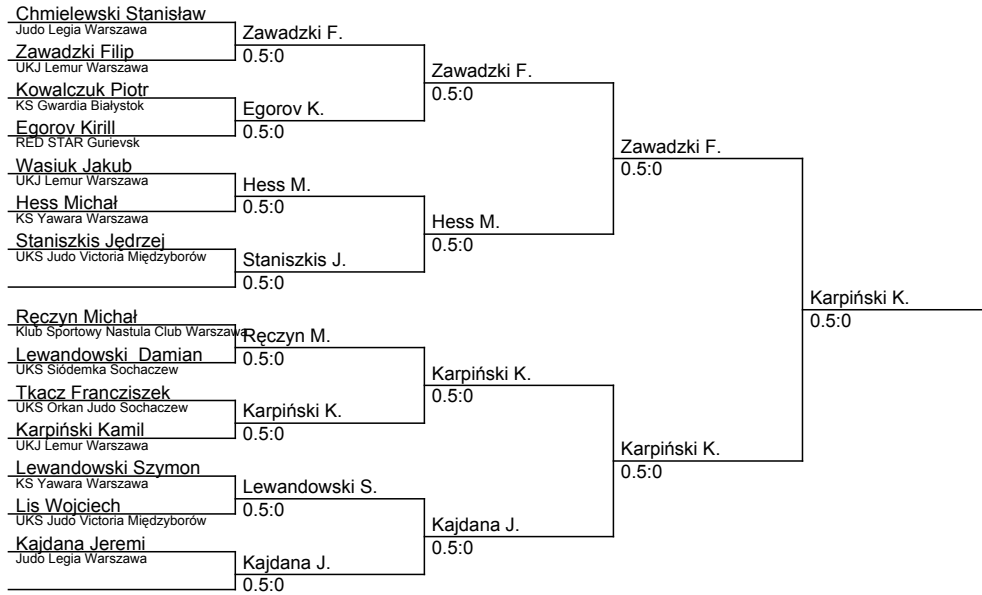 Chmielewski Stanisław
Judo Legia Warszawa
Zawadzki Filip
UKJ Lemur Warszawa
Kowalczuk Piotr
KS Gwardia Białystok
Egorov Kirill
RED STAR Gurievsk
Wasiuk Jakub
UKJ Lemur Warszawa
Hess Michał
KS Yawara Warszawa
Staniszkis Jędrzej
UKS Judo Victoria Międzyborów
Ręczyn Michał
Klub Sportowy Nastula Club Warszawa
Lewandowski  Damian
UKS Siódemka Sochaczew
Tkacz Francziszek
UKS Orkan Judo Sochaczew
Karpiński Kamil
UKJ Lemur Warszawa
Lewandowski Szymon
KS Yawara Warszawa
Lis Wojciech
UKS Judo Victoria Międzyborów
Kajdana Jeremi
Judo Legia Warszawa
Zawadzki F.
0.5:0
Egorov K.
0.5:0
Hess M.
0.5:0
Staniszkis J.
0.5:0
Ręczyn M.
0.5:0
Karpiński K.
0.5:0
Lewandowski S.
0.5:0
Kajdana J.
0.5:0
Zawadzki F.
0.5:0
Hess M.
0.5:0
Karpiński K.
0.5:0
Kajdana J.
0.5:0
Zawadzki F.
0.5:0
Karpiński K.
0.5:0
Karpiński K.
0.5:0